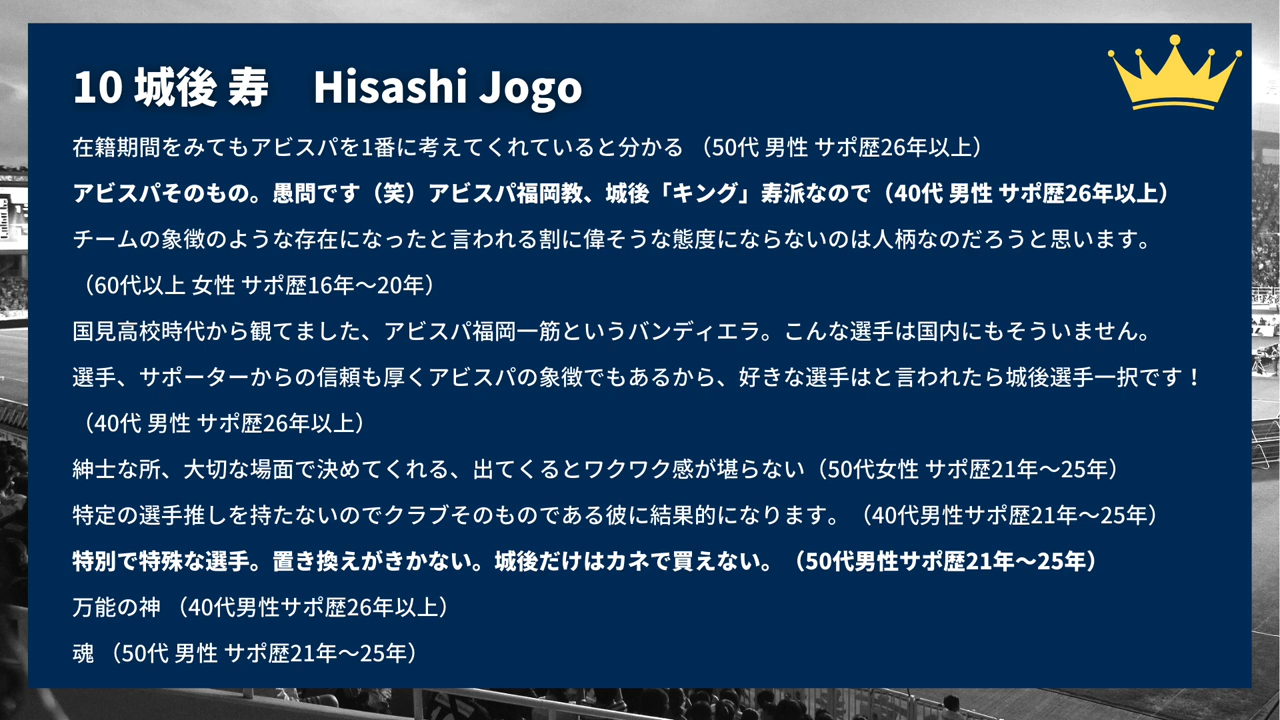 10 城後 寿　Hisashi Jogo
在籍期間をみてもアビスパを1番に考えてくれていると分かる （50代 男性 サポ歴26年以上）
アビスパそのもの。愚問です（笑）アビスパ福岡教、城後「キング」寿派なので（40代 男性 サポ歴26年以上）
チームの象徴のような存在になったと言われる割に偉そうな態度にならないのは人柄なのだろうと思います。
（60代以上 女性 サポ歴16年〜20年）
国見高校時代から観てました、アビスパ福岡一筋というバンディエラ。こんな選手は国内にもそういません。
選手、サポーターからの信頼も厚くアビスパの象徴でもあるから、好きな選手はと言われたら城後選手一択です！
（40代 男性 サポ歴26年以上）
紳士な所、大切な場面で決めてくれる、出てくるとワクワク感が堪らない（50代女性 サポ歴21年〜25年）
特定の選手推しを持たないのでクラブそのものである彼に結果的になります。（40代男性サポ歴21年〜25年）
特別で特殊な選手。置き換えがきかない。城後だけはカネで買えない。（50代男性サポ歴21年〜25年）
万能の神 （40代男性サポ歴26年以上）
魂 （50代 男性 サポ歴21年〜25年）